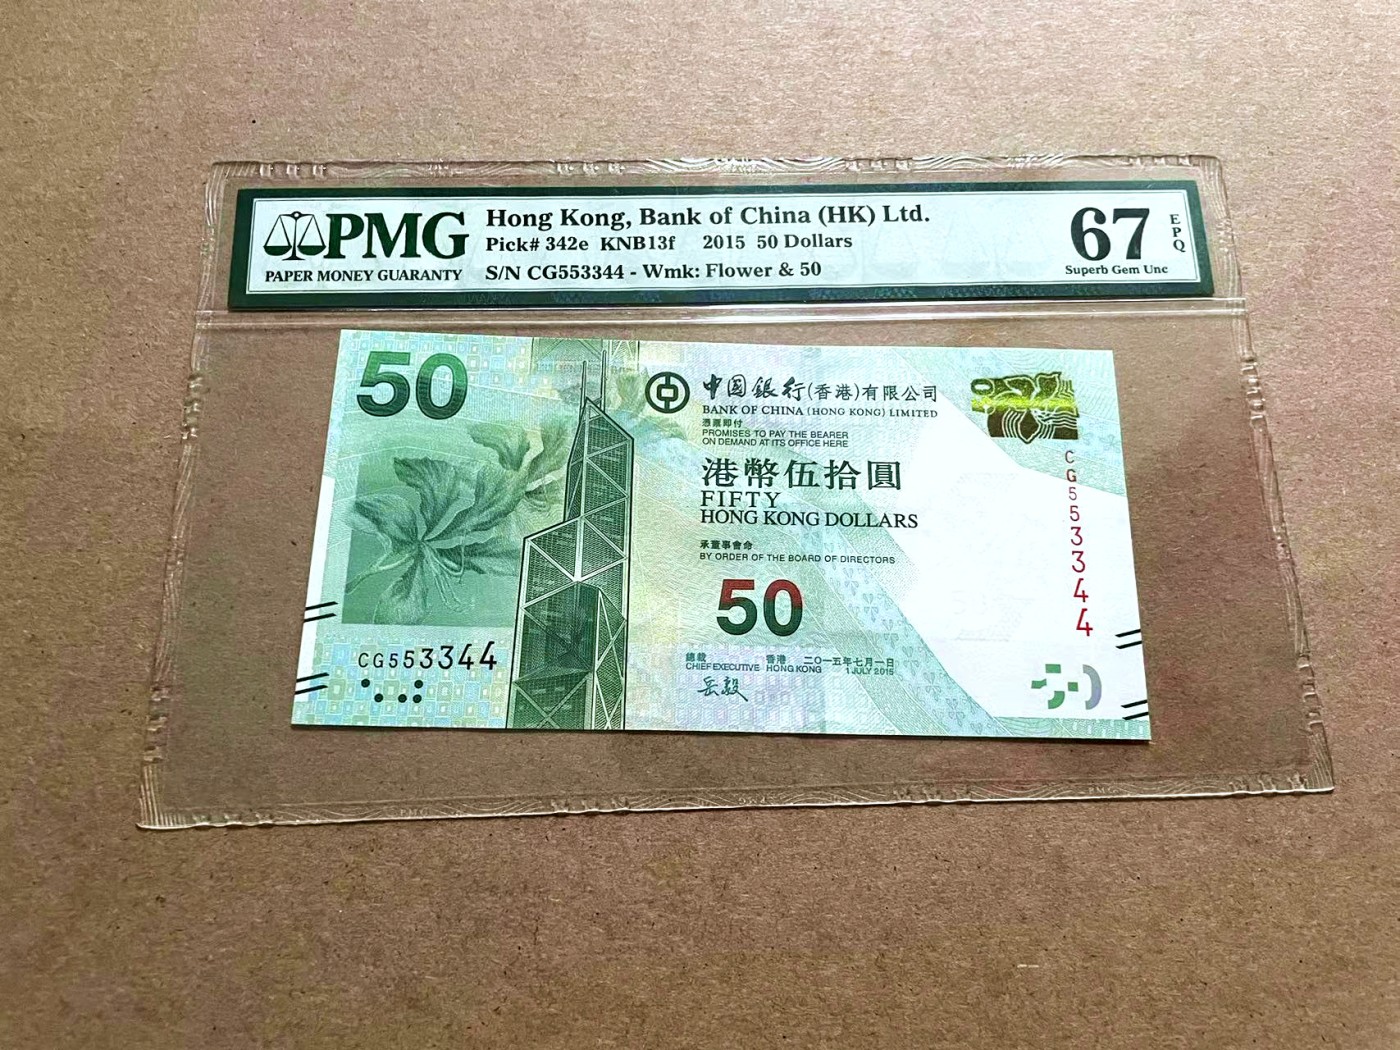 PMG
PAPER MONEY GUARANTY
Hong Kong, Bank of China (HK) Ltd.
Pick# 342e KNB13f 2015 50 Dollars
S/N CG553344 - Wmk: Flower & 50
67
EPQ
Superb Gem Unc
50
中國銀行(香港)有限公司
BANK OF CHINA (HONG KONG) LIMITED
憑票即付
PROMISES TO PAY THE BEARER
ON DEMAND AT ITS OFFICE HERE
港幣伍拾圓
FIFTY
HONG KONG DOLLARS
承董事會命
BY ORDER OF THE BOARD OF DIRECTORS
50
總裁 香港 二〇一五年七月一日
CHIEF EXECUTIVE HONG KONG 1 JULY 2015
岳毅
CG553344
CG553344